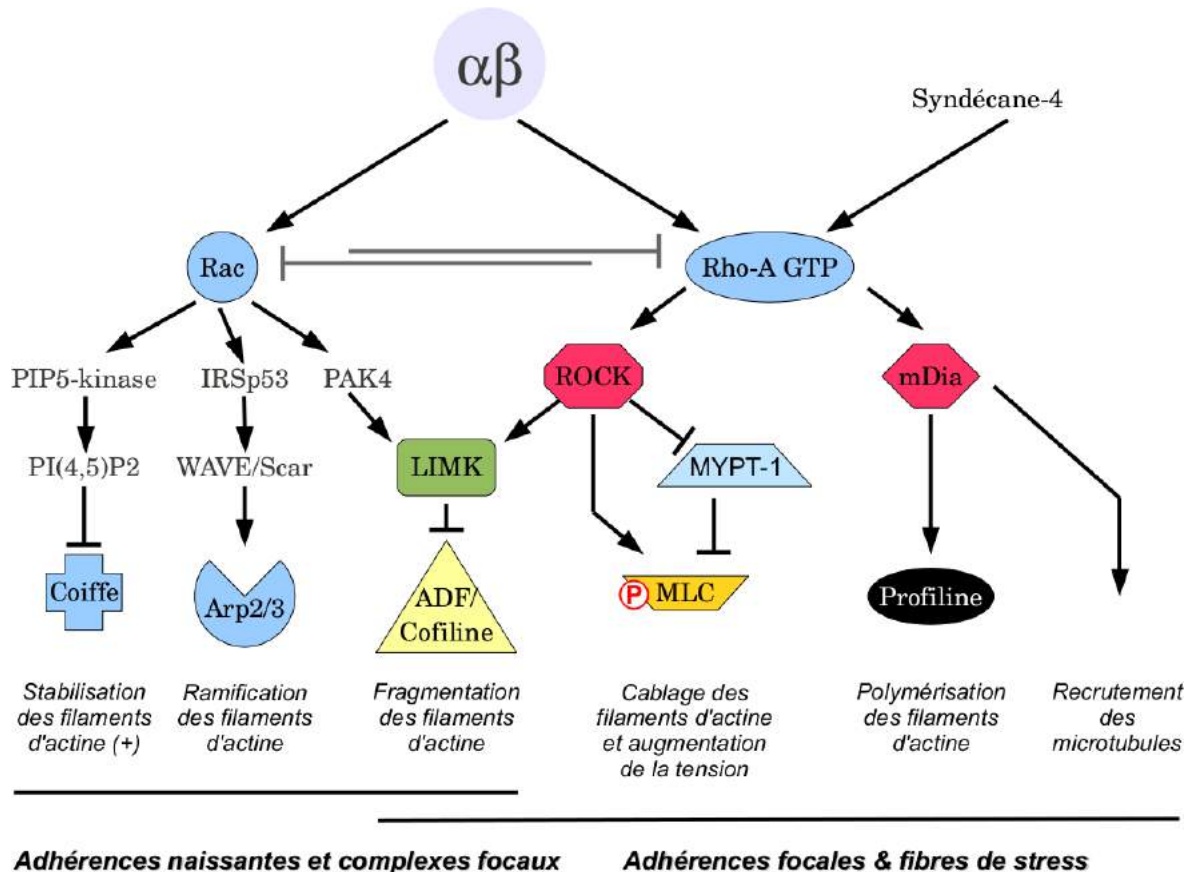 αβ
Syndécane-4
Rac
Rho-A GTP
PIP5-kinase
IRSp53
PAK4
ROCK
mDia
PI(4,5)P2
WAVE/Scar
LIMK
MYPT-1
Coiffe
Arp2/3
ADF/
Cofiline
P
MLC
Profiline
Stabilisation
des filaments
d'actine (+)
Ramification
des filaments
d'actine
Fragmentation
des filaments
d'actine
Cablage des
filaments d'actine
et augmentation
de la tension
Polymérisation
des filaments
d'actine
Recrutement
des
microtubules
Adhérences naissantes et complexes focaux
Adhérences focales & fibres de stress